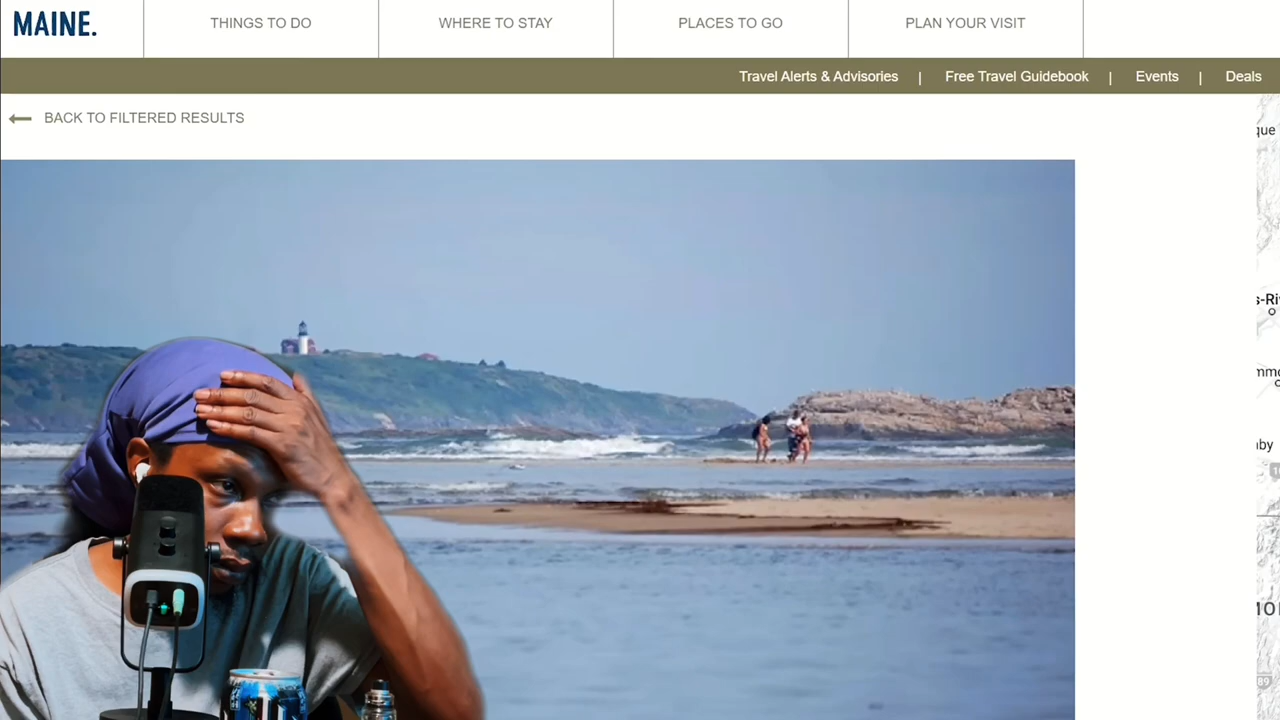 MAINE.
THINGS TO DO
WHERE TO STAY
PLACES TO GO
PLAN YOUR VISIT
Travel Alerts & Advisories | Free Travel Guidebook | Events | Deals
BACK TO FILTERED RESULTS